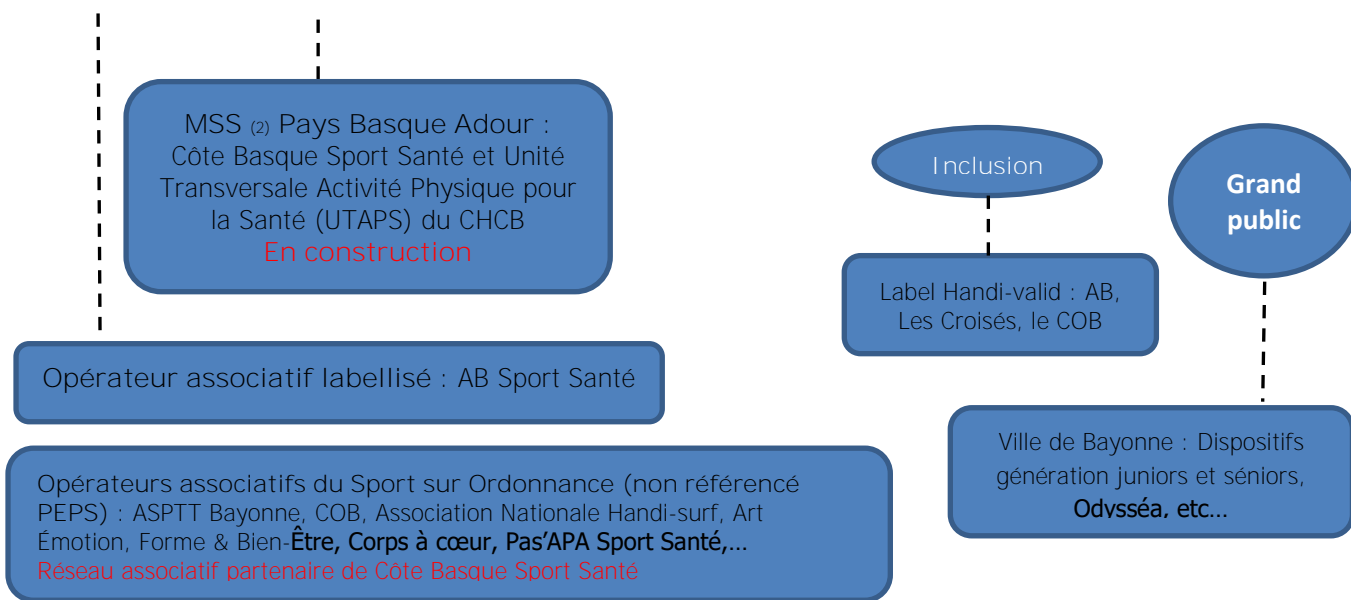 MSS (2) Pays Basque Adour :
Côte Basque Sport Santé et Unité
Transversale Activité Physique pour
la Santé (UTAPS) du CHCB
En construction
Inclusion
Grand
public
Label Handi-valid : AB,
Les Croisés, le COB
Opérateur associatif labellisé : AB Sport Santé
Ville de Bayonne : Dispositifs
génération juniors et séniors,
Odysséa, etc...
Opérateurs associatifs du Sport sur Ordonnance (non référencé
PEPS) : ASPTT Bayonne, COB, Association Nationale Handi-surf, Art
Émotion, Forme & Bien-Être, Corps à cœur, Pas’APA Sport Santé,...
Réseau associatif partenaire de Côte Basque Sport Santé